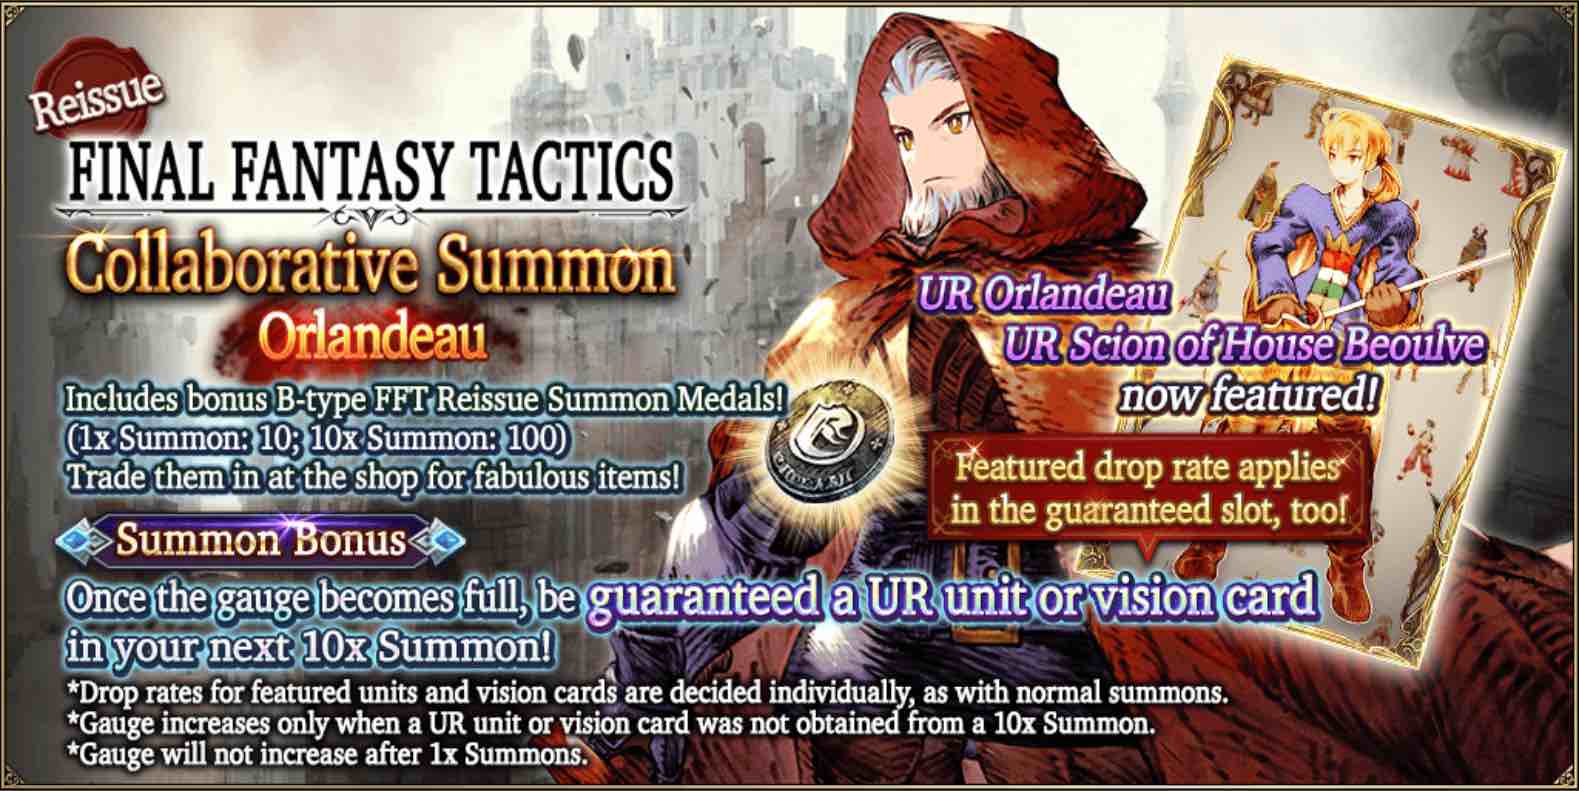 Reissue
FINAL FANTASY TACTICS
Collaborative Summon
Orlandeau
Includes bonus B-type FFT Reissue Summon Medals!
(1x Summon: 10; 10x Summon: 100)
Trade them in at the shop for fabulous items!
UR Orlandeau
UR Scion of House Beoulve
now featured!
Featured drop rate applies
in the guaranteed slot, too!
Summon Bonus
Once the gauge becomes full, be guaranteed a UR unit or vision card
in your next 10x Summon!
*Drop rates for featured units and vision cards are decided individually, as with normal summons.
*Gauge increases only when a UR unit or vision card was not obtained from a 10x Summon.
*Gauge will not increase after 1x Summons.